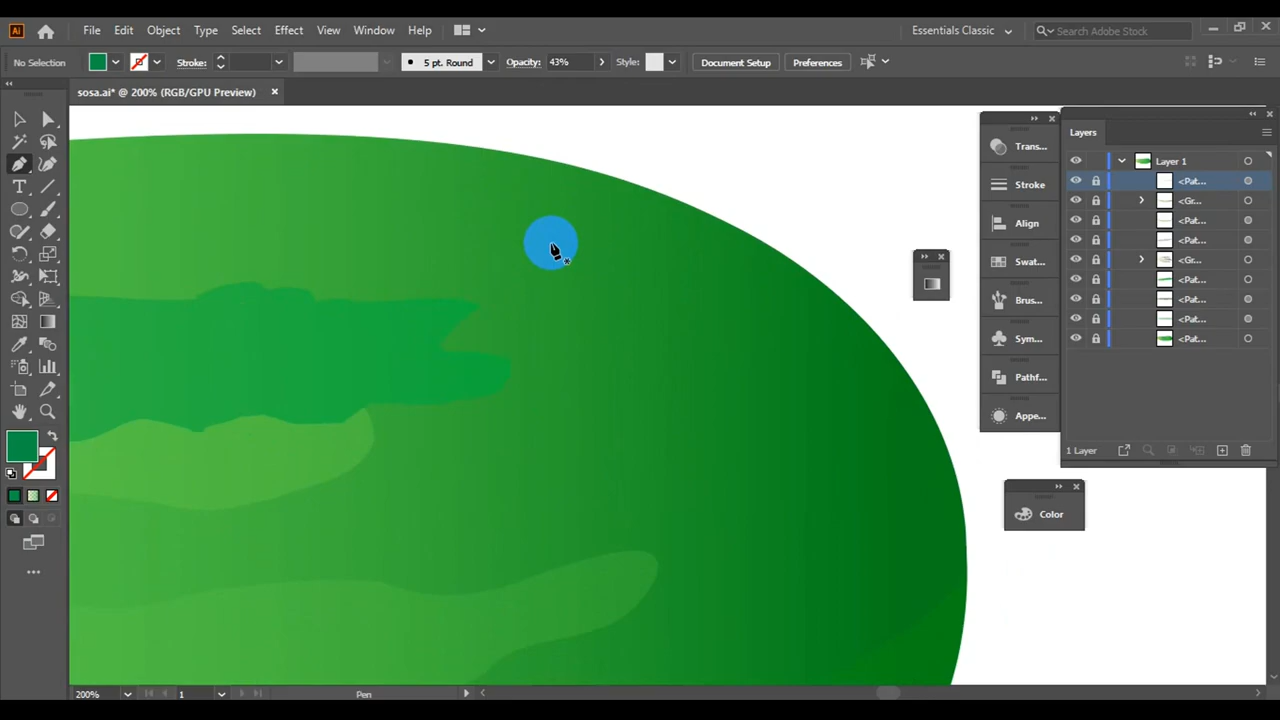 Ai File Edit Object Type Select Effect View Window Help Essentials Classic Search Adobe Stock
No Selection Stroke: 5 pt. Round Opacity: 43% Style: Document Setup Preferences
sosa.ai* @ 200% (RGB/GPU Preview)
Layers
Layer 1
Trans...
<Pat...
Stroke
<Gr...
Align
<Pat...
<Pat...
Swat...
<Gr...
<Pat...
Brus...
<Pat...
<Pat...
Sym...
<Pat...
Pathf...
Appe...
1 Layer
Color
200% 1 Pen